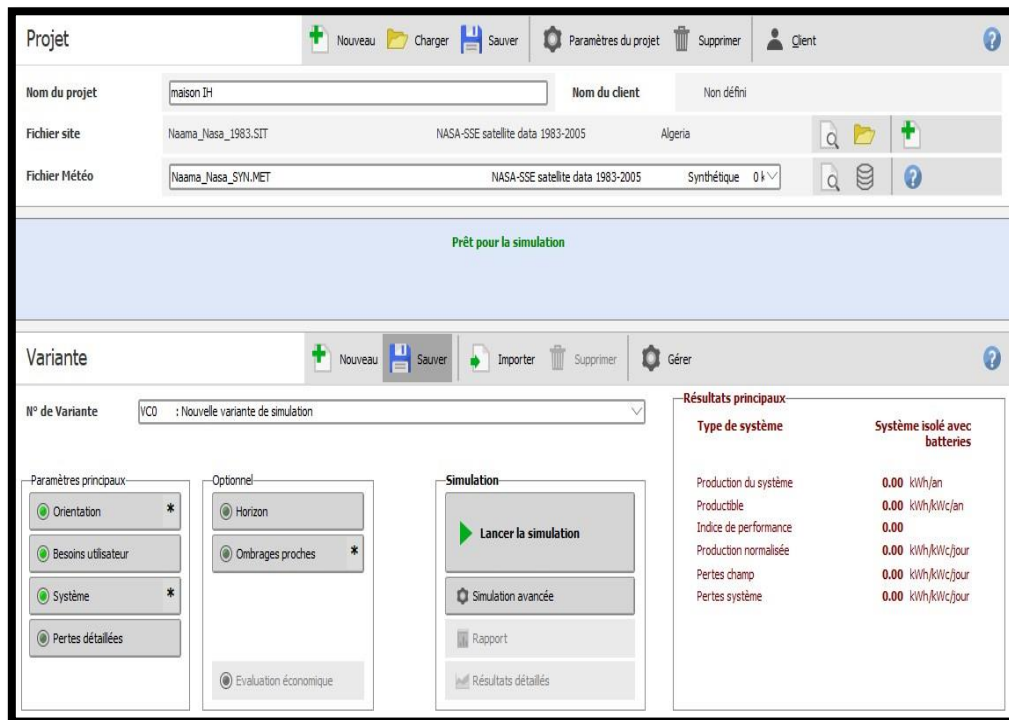 Projet
Nouveau Charger Sauver Paramètres du projet Supprimer Client
Nom du projet maison IH Nom du client Non défini
Fichier site Naama_Nasa_1983.SIT NASA-SSE satellite data 1983-2005 Algeria
Fichier Météo Naama_Nasa_SYN.MET NASA-SSE satellite data 1983-2005 Synthétique 0 k
Prêt pour la simulation
Variante
Nouveau Sauver Importer Supprimer Gérer
N° de Variante VC0 : Nouvelle variante de simulation
Paramètres principaux
Orientation *
Besoins utilisateur
Système *
Pertes détaillées
Optionnel
Horizon
Ombrages proches *
Evaluation économique
Simulation
Lancer la simulation
Simulation avancée
Rapport
Résultats détaillés
Résultats principaux
Type de système Système isolé avec
batteries
Production du système 0.00 kWh/an
Productible 0.00 kWh/kWc/an
Indice de performance 0.00
Production normalisée 0.00 kWh/kWc/jour
Pertes champ 0.00 kWh/kWc/jour
Pertes système 0.00 kWh/kWc/jour